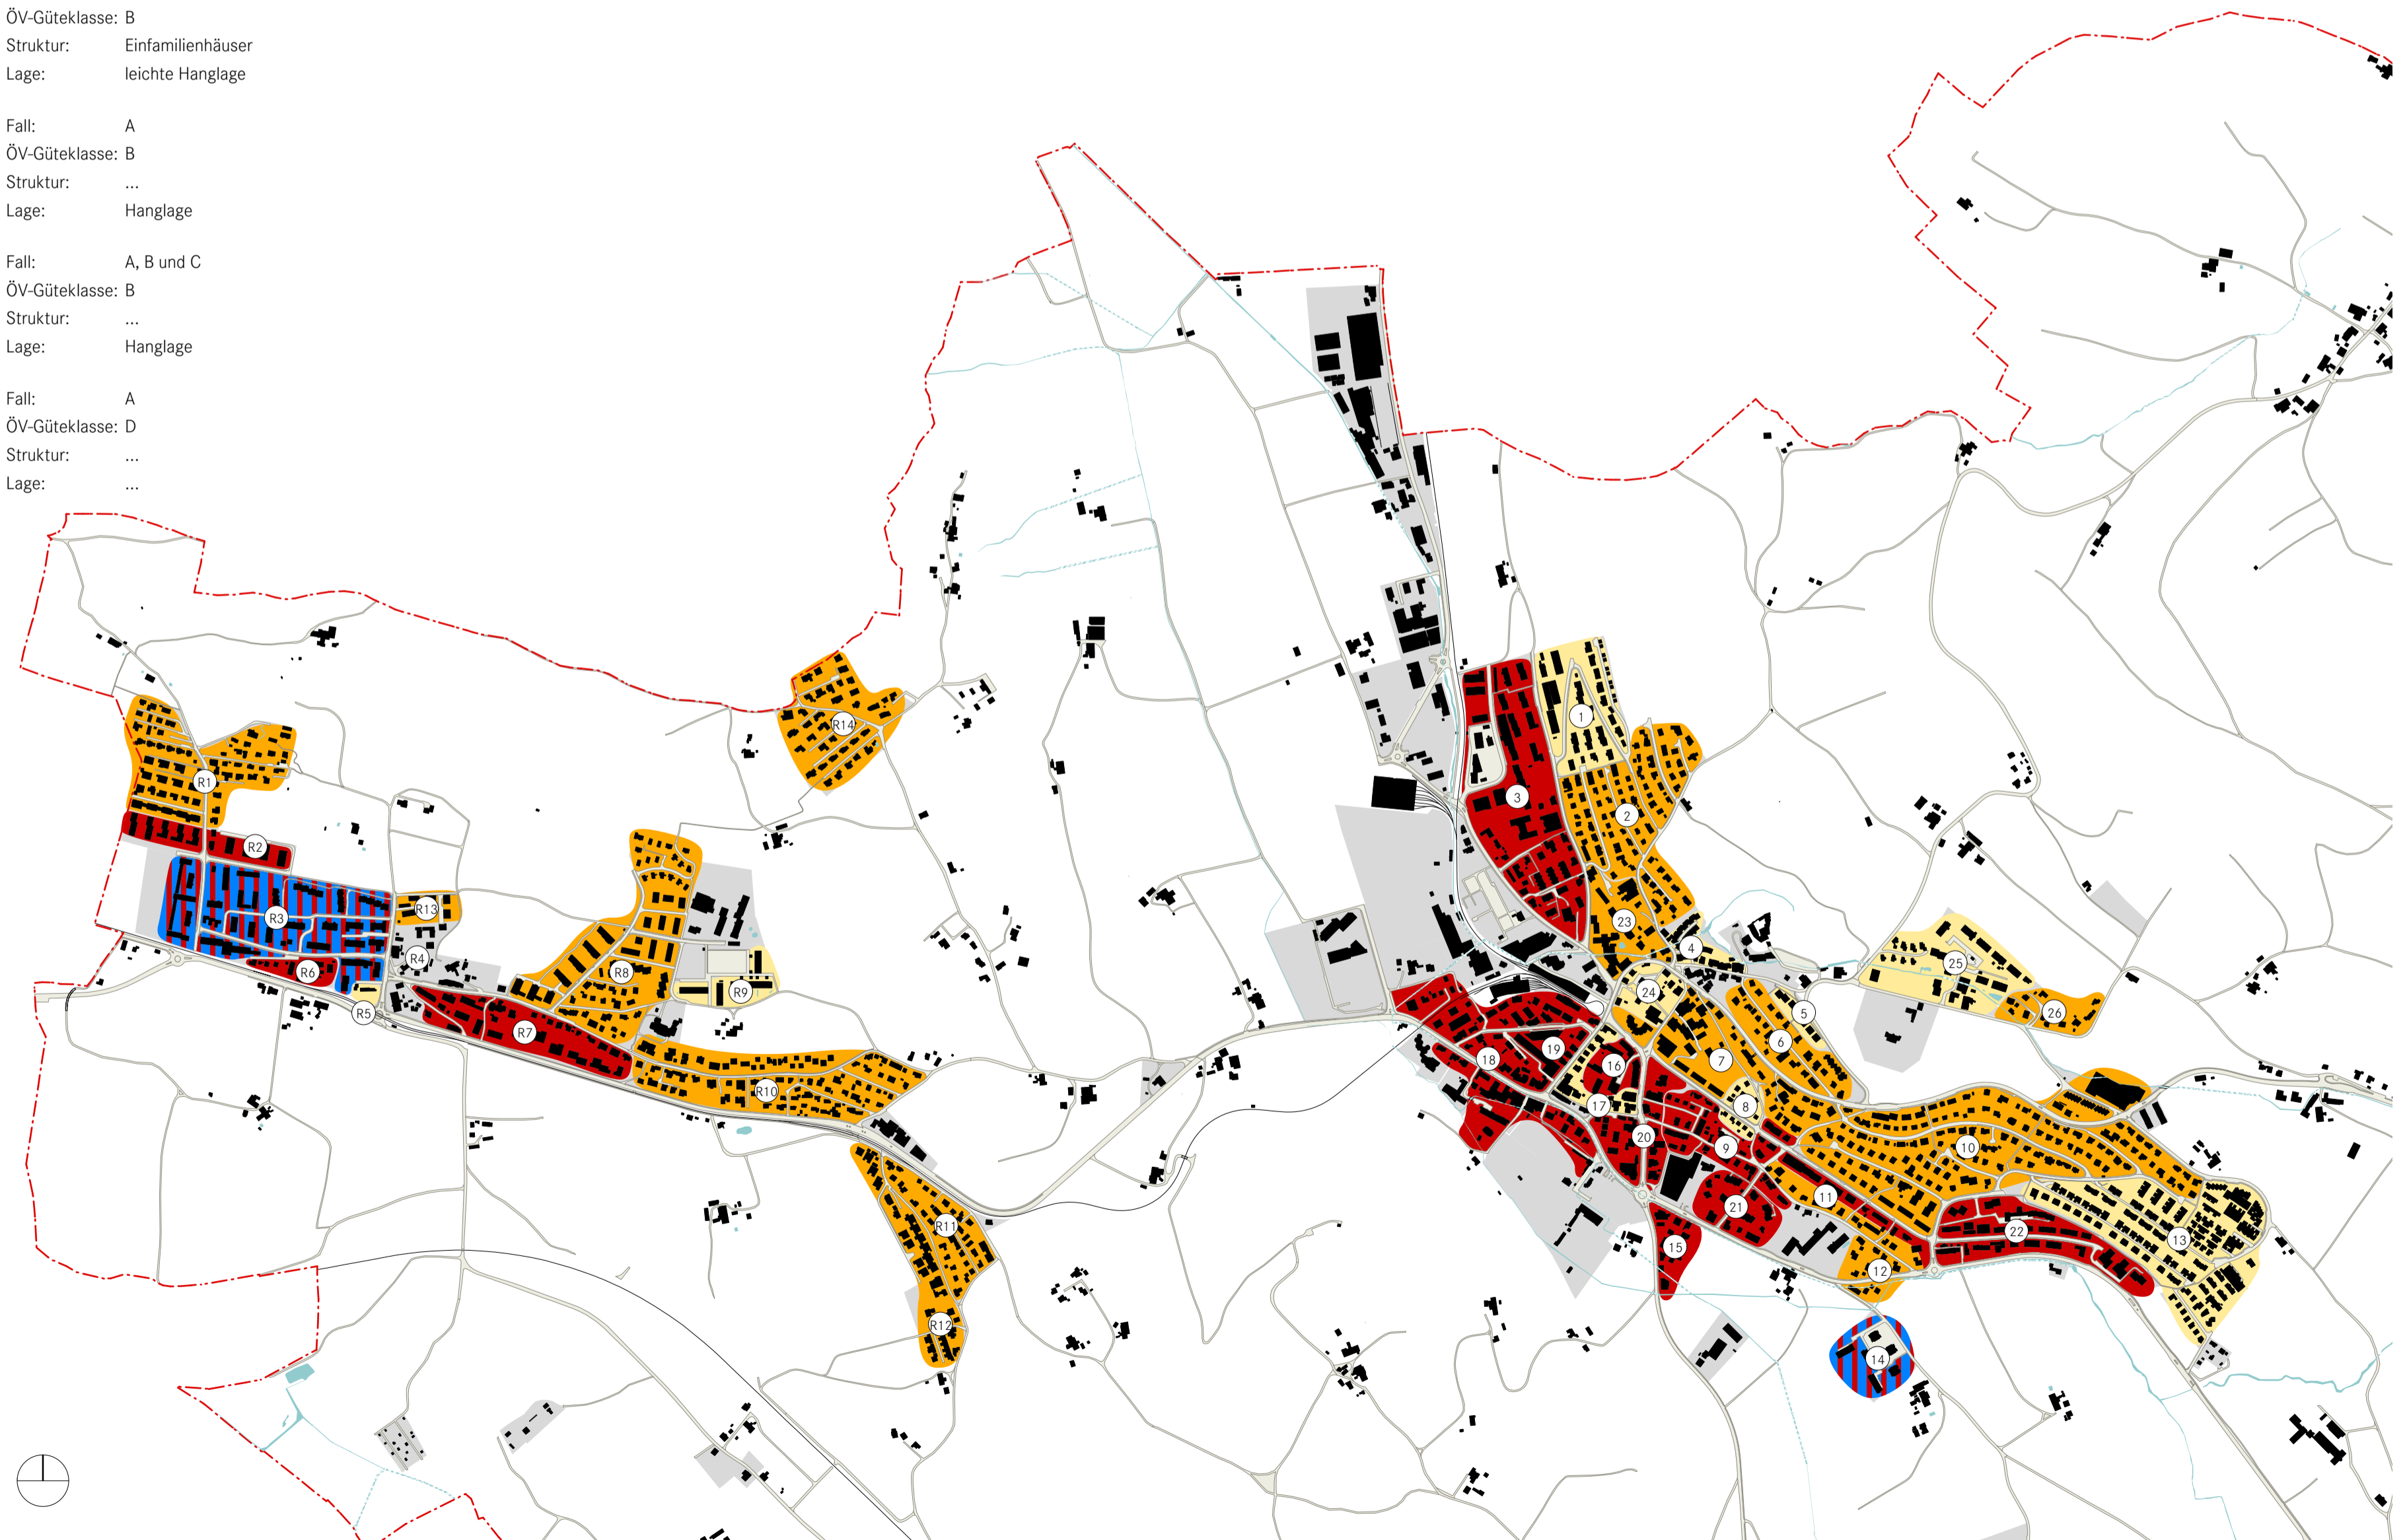 ÖV-Güteklasse: B
Struktur: Einfamilienhäuser
Lage: leichte Hanglage
Fall: A
ÖV-Güteklasse: B
Struktur: ...
Lage: Hanglage
Fall: A, B und C
ÖV-Güteklasse: B
Struktur: ...
Lage: Hanglage
Fall: A
ÖV-Güteklasse: D
Struktur: ...
Lage: ...
R14
1
R1
3
2
R2
R13
R3
23
4
R4
25
R6
R8
R9
24
26
R5
5
R7
6
19
18
7
16
R10
17
8
20
9
10
11
21
R11
22
13
15
12
R12
14